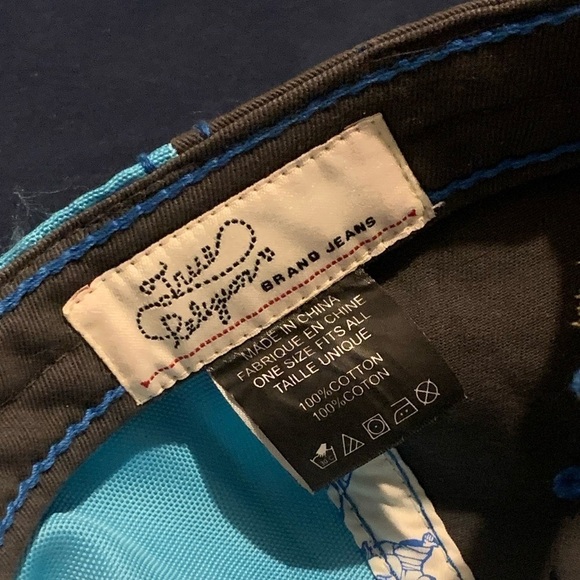 True
Religion
BRAND JEANS
MADE IN CHINA
FABRIQUE EN CHINE
ONE SIZE FITS ALL
TAILLE UNIQUE
100%COTTON
100%COTON